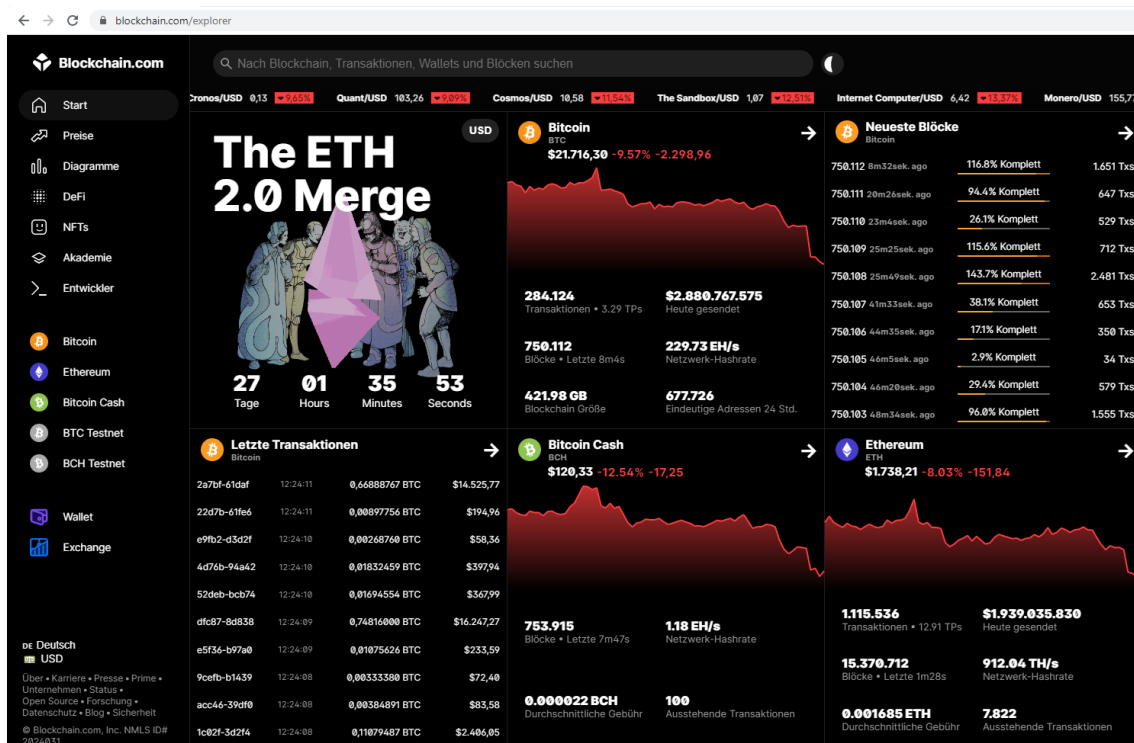 blockchain.com/explorer
Blockchain.com
Nach Blockchain, Transaktionen, Wallets und Blöcken suchen
Cronos/USD 0,13 9,65% Quant/USD 103,26 9,09% Cosmos/USD 10,58 11,54% The Sandbox/USD 1,07 12,51% Internet Computer/USD 6,42 13,37% Monero/USD 155,7
Start
Preise
Diagramme
DeFi
NFTs
Akademie
Entwickler
Bitcoin
Ethereum
Bitcoin Cash
BTC Testnet
BCH Testnet
Wallet
Exchange
DE Deutsch
USD
Über • Karriere • Presse • Prime •
Unternehmen • Status •
Open Source • Forschung •
Datenschutz • Blog • Sicherheit
© Blockchain.com, Inc. NMLS ID#
2024031
USD
The ETH
2.0 Merge
27 01 35 53
Tage Hours Minutes Seconds
Bitcoin
BTC
$21.716,30 -9.57% -2.298,96
284.124 $2.880.767.575
Transaktionen • 3.29 TPs Heute gesendet
750.112 229.73 EH/s
Blöcke • Letzte 8m4s Netzwerk-Hashrate
421.98 GB 677.726
Blockchain Größe Eindeutige Adressen 24 Std.
Neueste Blöcke
Bitcoin
750.112 8m32sek. ago 116.8% Komplett 1.651 Txs
750.111 20m26sek. ago 94.4% Komplett 647 Txs
750.110 23m4sek. ago 26.1% Komplett 529 Txs
750.109 25m25sek. ago 115.6% Komplett 712 Txs
750.108 25m49sek. ago 143.7% Komplett 2.481 Txs
750.107 41m33sek. ago 38.1% Komplett 653 Txs
750.106 44m35sek. ago 17.1% Komplett 350 Txs
750.105 46m5sek. ago 2.9% Komplett 34 Txs
750.104 46m20sek. ago 29.4% Komplett 579 Txs
750.103 48m34sek. ago 96.0% Komplett 1.555 Txs
Letzte Transaktionen
Bitcoin
2a7bf-61daf 12:24:11 0,66888767 BTC $14.525,77
22d7b-61fe6 12:24:11 0,00897756 BTC $194,96
e9fb2-d3d2f 12:24:10 0,00268760 BTC $58,36
4d76b-94a42 12:24:10 0,01832459 BTC $397,94
52deb-bcb74 12:24:10 0,01694554 BTC $367,99
dfc87-8d838 12:24:09 0,74816000 BTC $16.247,27
e5f36-b97a0 12:24:09 0,01075626 BTC $233,59
9cefb-b1439 12:24:08 0,00333380 BTC $72,40
acc46-39df0 12:24:08 0,00384891 BTC $83,58
1c02f-3d2f4 12:24:08 0,11079487 BTC $2.406,05
Bitcoin Cash
BCH
$120,33 -12.54% -17,25
753.915 1.18 EH/s
Blöcke • Letzte 7m47s Netzwerk-Hashrate
0.000022 BCH 100
Durchschnittliche Gebühr Ausstehende Transaktionen
Ethereum
ETH
$1.738,21 -8.03% -151,84
1.115.536 $1.939.035.830
Transaktionen • 12.91 TPs Heute gesendet
15.370.712 912.04 TH/s
Blöcke • Letzte 1m28s Netzwerk-Hashrate
0.001685 ETH 7.822
Durchschnittliche Gebühr Ausstehende Transaktionen